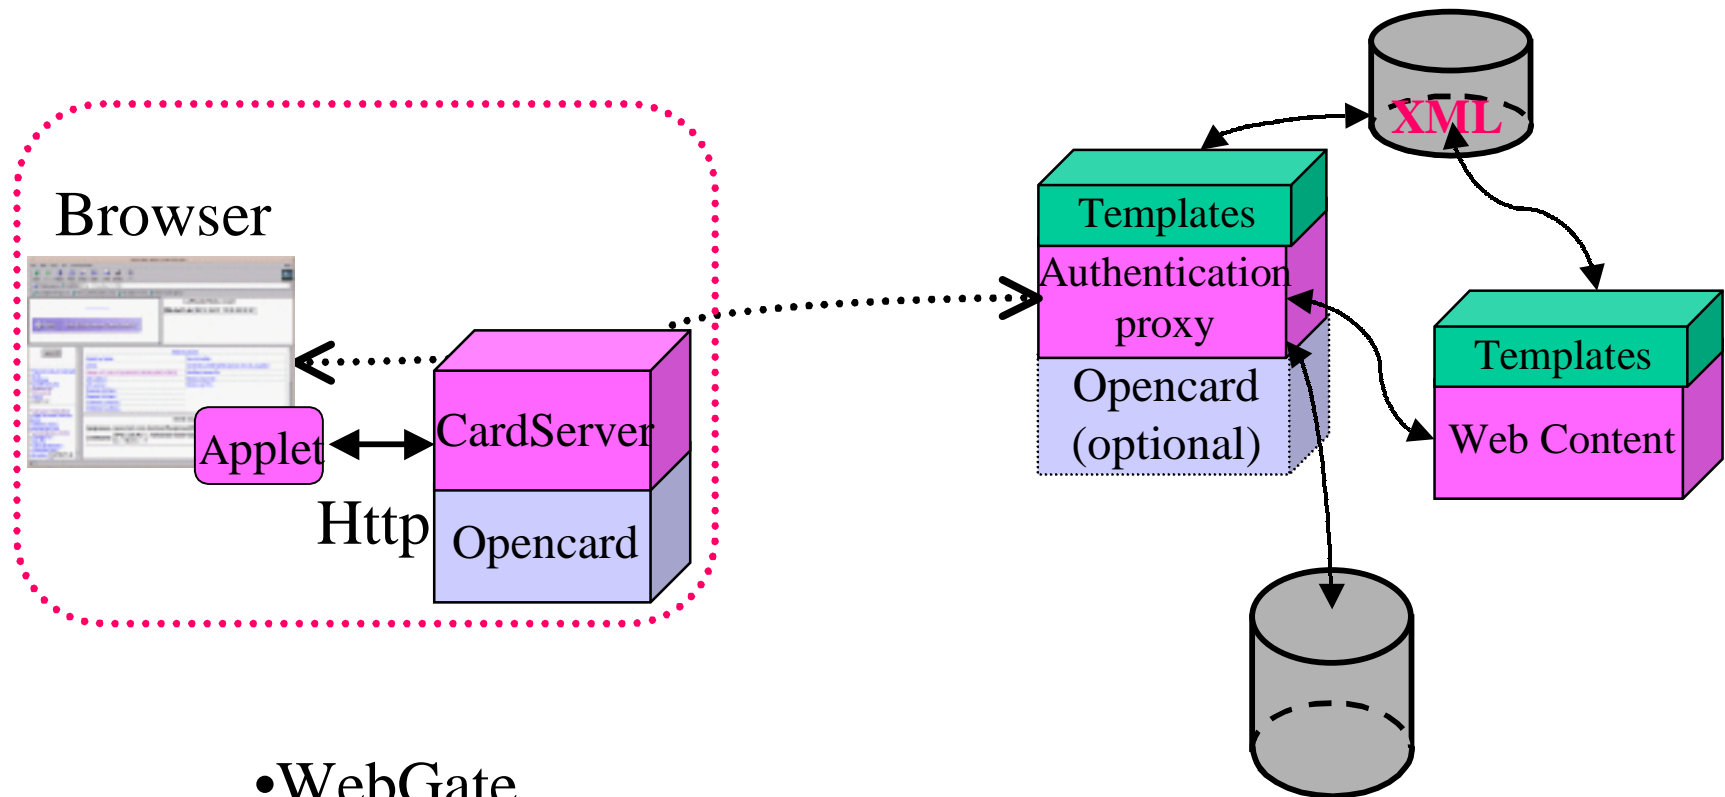 XML
Browser
Templates
Authentication
proxy
Templates
Opencard
(optional)
CardServer
Applet
Web Content
Http
Opencard
•WebGate